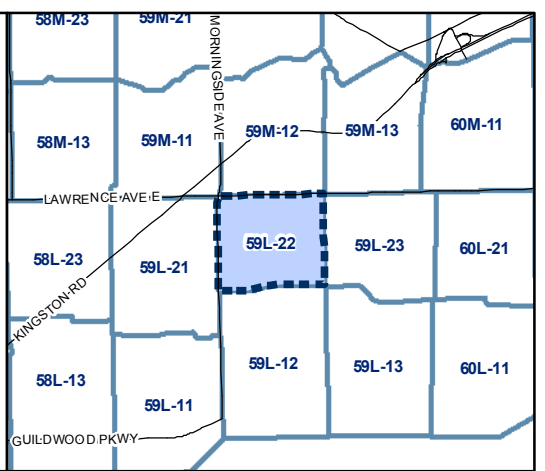 58M-23
59M-21
MORNINGSIDE AVE
58M-13
59M-11
59M-12
59M-13
60M-11
LAWRENCE AVE E
58L-23
59L-21
59L-22
59L-23
60L-21
KINGSTON RD
58L-13
59L-11
59L-12
59L-13
60L-11
GUILDWOOD PKWY